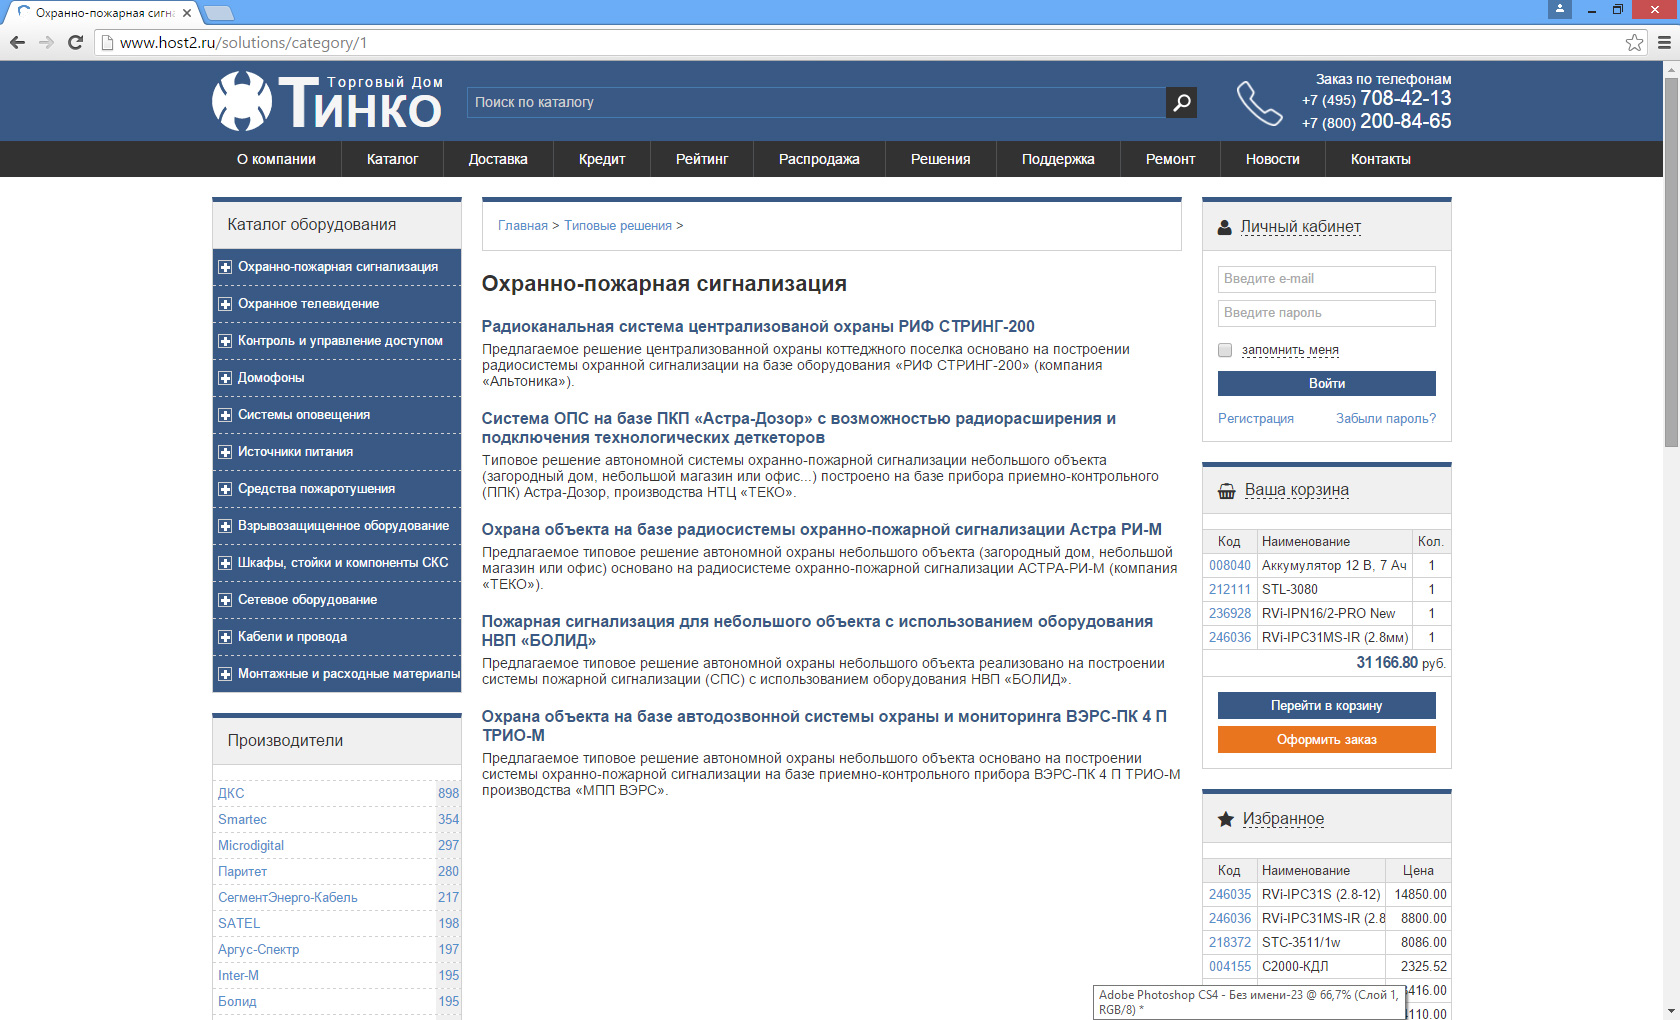 Охранно-пожарная сигна
www.host2.ru/solutions/category/1
Торговый Дом
Тинко
Поиск по каталогу
Заказ по телефонам
+7 (495) 708-42-13
+7 (800) 200-84-65
О компании
Каталог
Доставка
Кредит
Рейтинг
Распродажа
Решения
Поддержка
Ремонт
Новости
Контакты
Каталог оборудования
Охранно-пожарная сигнализация
Охранное телевидение
Контроль и управление доступом
Домофоны
Системы оповещения
Источники питания
Средства пожаротушения
Взрывозащищенное оборудование
Шкафы, стойки и компоненты СКС
Сетевое оборудование
Кабели и провода
Монтажные и расходные материалы
Производители
ДКС 898
Smartec 354
Microdigital 297
Паритет 280
СегментЭнерго-Кабель 217
SATEL 198
Аргус-Спектр 197
Inter-M 195
Болид 195
Главная > Типовые решения >
Охранно-пожарная сигнализация
Радиоканальная система централизованой охраны РИФ СТРИНГ-200
Предлагаемое решение централизованной охраны коттеджного поселка основано на построении
радиосистемы охранной сигнализации на базе оборудования «РИФ СТРИНГ-200» (компания
«Альтоника»).
Система ОПС на базе ПКП «Астра-Дозор» с возможностью радиорасширения и
подключения технологических деткеторов
Типовое решение автономной системы охранно-пожарной сигнализации небольшого объекта
(загородный дом, небольшой магазин или офис...) построено на базе прибора приемно-контрольного
(ППК) Астра-Дозор, производства НТЦ «ТЕКО».
Охрана объекта на базе радиосистемы охранно-пожарной сигнализации Астра РИ-М
Предлагаемое типовое решение автономной охраны небольшого объекта (загородный дом, небольшой
магазин или офис) основано на радиосистеме охранно-пожарной сигнализации АСТРА-РИ-М (компания
«ТЕКО»).
Пожарная сигнализация для небольшого объекта с использованием оборудования
НВП «БОЛИД»
Предлагаемое типовое решение автономной охраны небольшого объекта реализовано на построении
системы пожарной сигнализации (СПС) с использованием оборудования НВП «БОЛИД».
Охрана объекта на базе автодозвонной системы охраны и мониторинга ВЭРС-ПК 4 П
ТРИО-М
Предлагаемое типовое решение автономной охраны небольшого объекта основано на построении
системы охранно-пожарной сигнализации на базе приемно-контрольного прибора ВЭРС-ПК 4 П ТРИО-М
производства «МПП ВЭРС».
Личный кабинет
Введите e-mail
Введите пароль
запомнить меня
Войти
Регистрация Забыли пароль?
Ваша корзина
Код Наименование Кол.
008040 Аккумулятор 12 В, 7 Ач 1
212111 STL-3080 1
236928 RVi-IPN16/2-PRO New 1
246036 RVi-IPC31MS-IR (2.8мм) 1
31 166.80 руб.
Перейти в корзину
Оформить заказ
Избранное
Код Наименование Цена
246035 RVi-IPC31S (2.8-12) 14850.00
246036 RVi-IPC31MS-IR (2.8 8800.00
218372 STC-3511/1w 8086.00
004155 С2000-КДЛ 2325.52
416.00
110.00
Adobe Photoshop CS4 - Без имени-23 @ 66,7% (Слой 1,
RGB/8) *